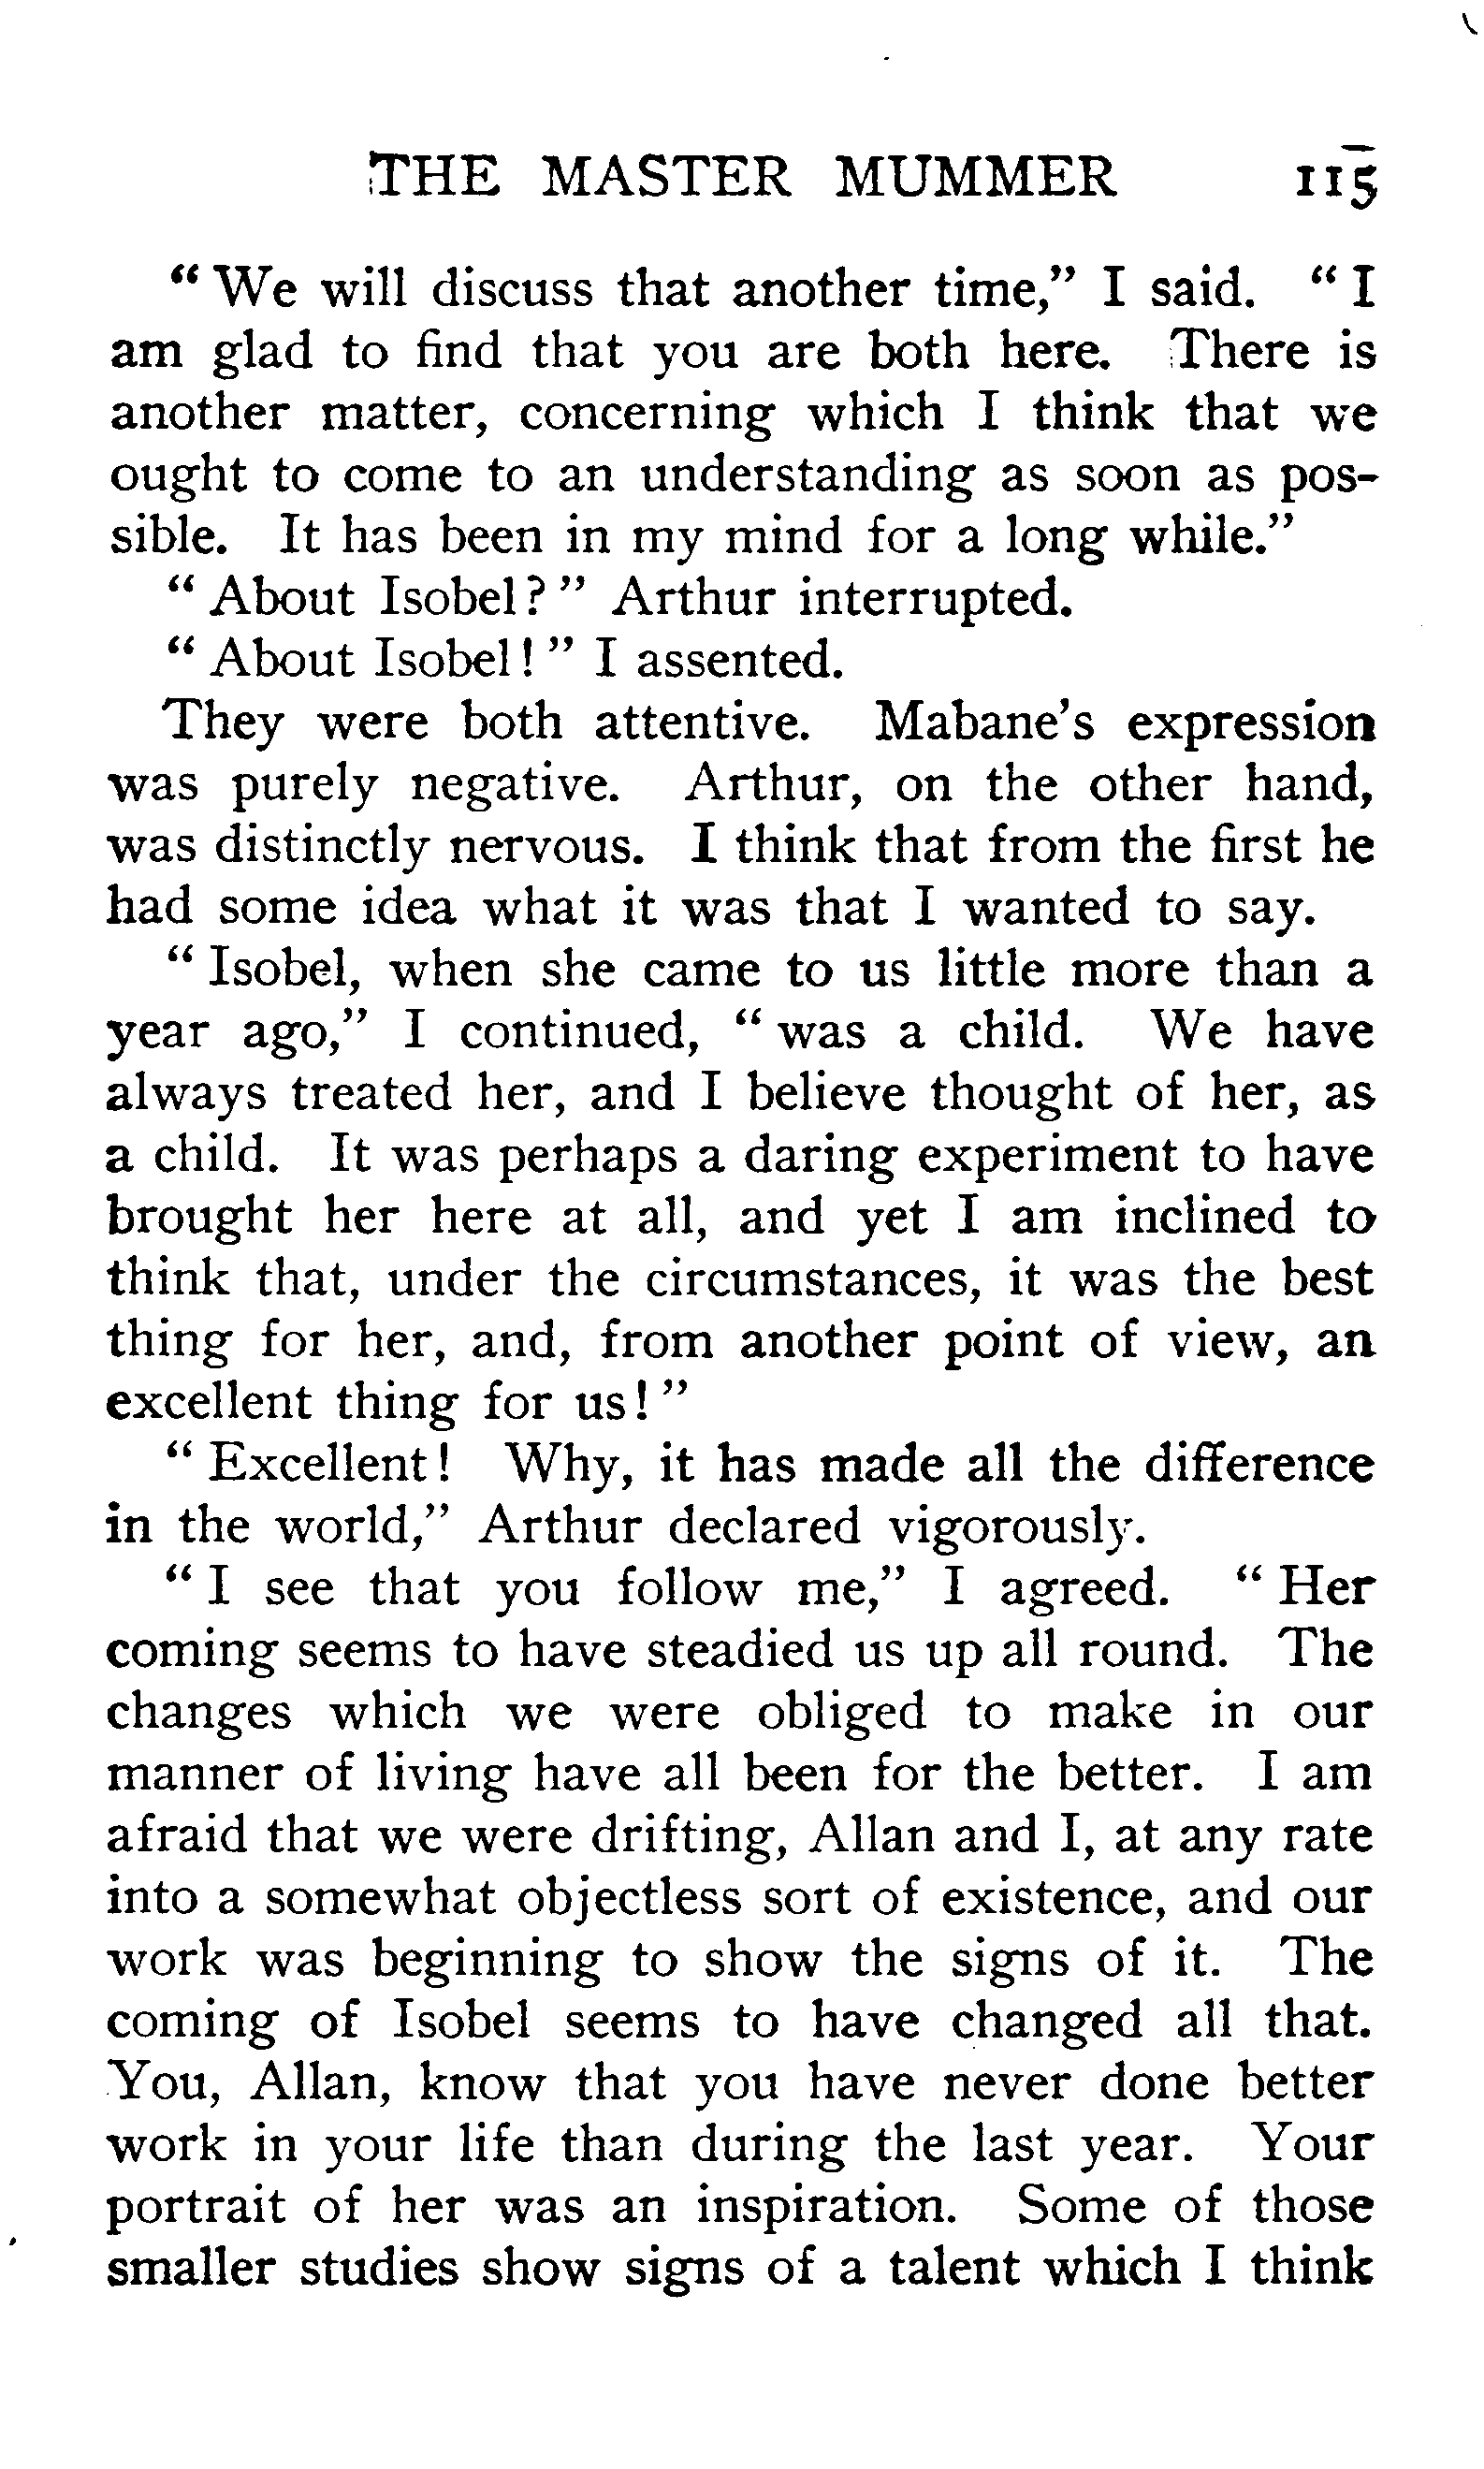 THE MASTER MUMMER 115
“ We will discuss that another time,” I said. “ I
am glad to find that you are both here. There is
another matter, concerning which I think that we
ought to come to an understanding as soon as pos-
sible. It has been in my mind for a long while.”
“ About Isobel ? ” Arthur interrupted.
“ About Isobel ! ” I assented.
They were both attentive. Mabane’s expression
was purely negative. Arthur, on the other hand,
was distinctly nervous. I think that from the first he
had some idea what it was that I wanted to say.
“ Isobel, when she came to us little more than a
year ago,” I continued, “ was a child. We have
always treated her, and I believe thought of her, as
a child. It was perhaps a daring experiment to have
brought her here at all, and yet I am inclined to
think that, under the circumstances, it was the best
thing for her, and, from another point of view, an
excellent thing for us ! ”
“ Excellent ! Why, it has made all the difference
in the world,” Arthur declared vigorously.
“ I see that you follow me,” I agreed. “ Her
coming seems to have steadied us up all round. The
changes which we were obliged to make in our
manner of living have all been for the better. I am
afraid that we were drifting, Allan and I, at any rate
into a somewhat objectless sort of existence, and our
work was beginning to show the signs of it. The
coming of Isobel seems to have changed all that.
You, Allan, know that you have never done better
work in your life than during the last year. Your
portrait of her was an inspiration. Some of those
smaller studies show signs of a talent which I think